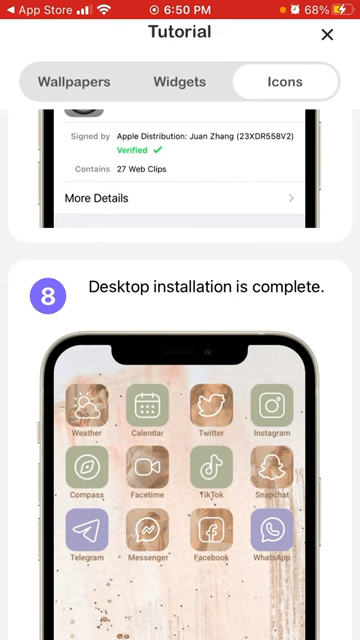 App Store
6:50 PM
68%
Tutorial
Wallpapers
Widgets
Icons
Signed by Apple Distribution: Juan Zhang (23XDR558V2)
Verified
Contains 27 Web Clips
More Details
8
Desktop installation is complete.
Weather Calendar Twitter Instagram
Compass Facetime TikTok Snapchat
Telegram Messenger Facebook WhatsApp